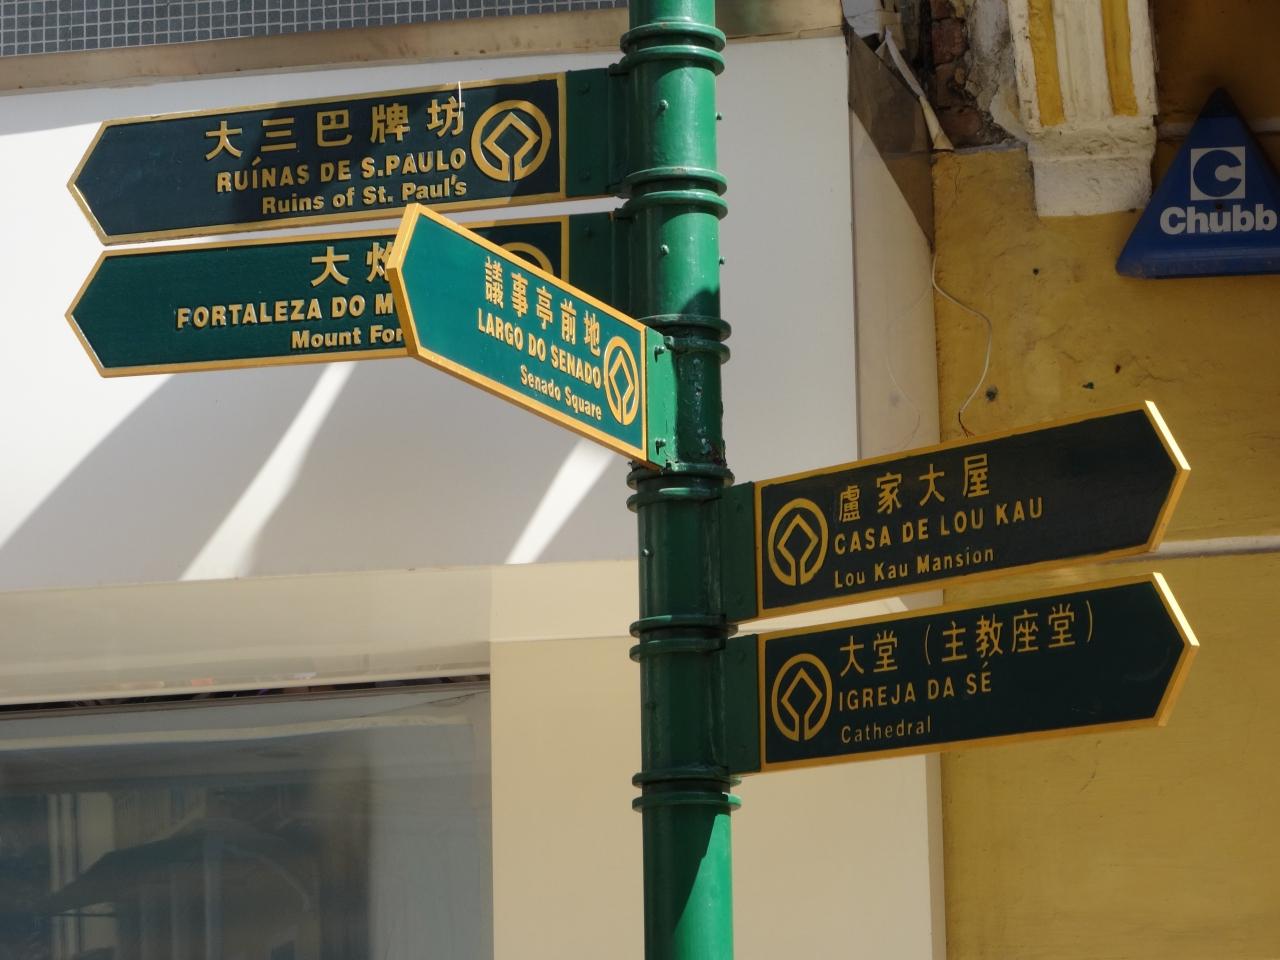 大三巴牌坊
RUÍNAS DE S.PAULO
Ruins of St. Paul's
大
FORTALEZA DO M
Mount For
議事亭前地
LARGO DO SENADO
Senado Square
盧家大屋
CASA DE LOU KAU
Lou Kau Mansion
大堂（主教座堂）
IGREJA DA SÉ
Cathedral
C
Chubb